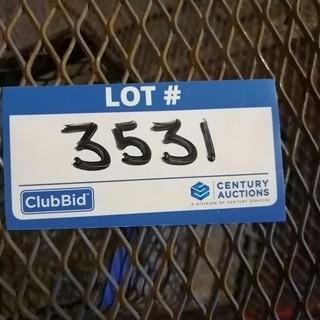 LOT #
3531
ClubBid
CENTURY
AUCTIONS
A DIVISION OF CENTURY SERVICES